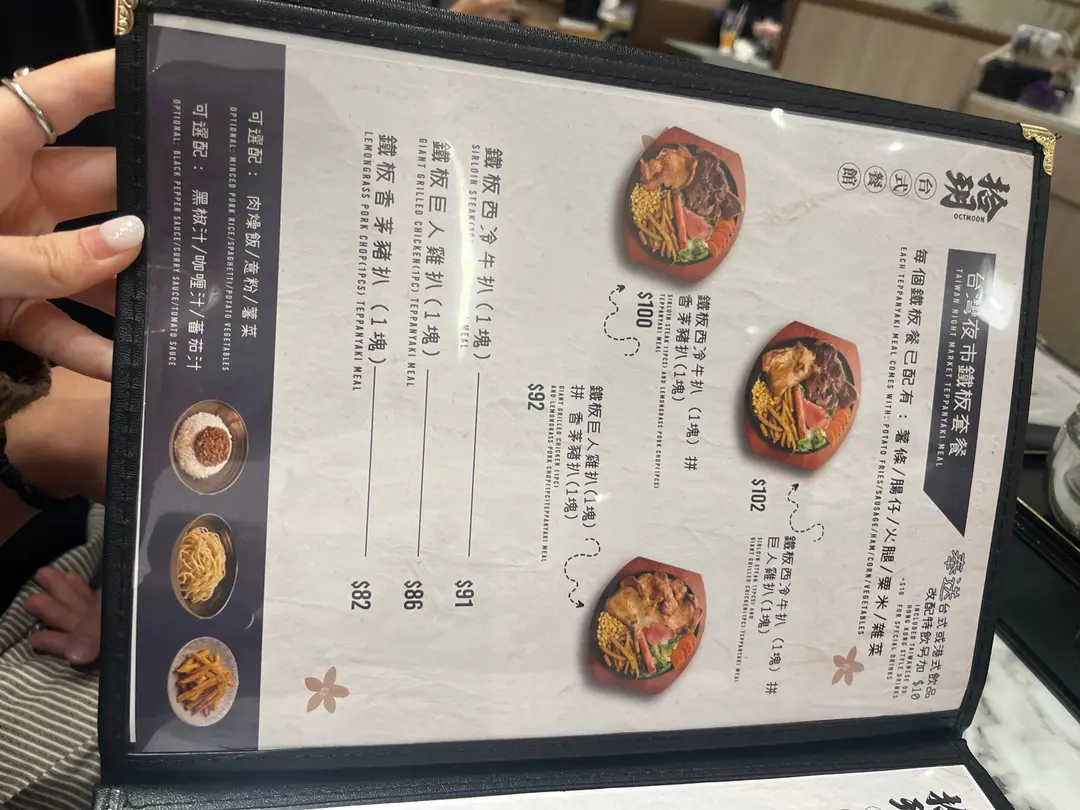 拾玥
OCTMOON
台式餐館
台灣夜市鐵板套餐
TAIWAN NIGHT MARKET TEPPANYAKI MEAL
每個鐵板餐已配有：薯條/腸仔/火腿/粟米/雜菜
EACH TEPPANYAKI MEAL COMES WITH: POTATO FRIES/SAUSAGE/HAM/CORN/VEGETABLES
奉送台式或港式飲品
改配特飲另加 $10
INCLUDED TAIWANESE OR
HONG KONG STYLE DRINKS
+$10 FOR SPECIAL DRINKS
鐵板西冷牛扒（1塊）拼
巨人雞扒(1塊)
SIRLOIN STEAK (1PCS) AND
GIANT GRILLED CHICKEN(1PC) TEPPANYAKI MEAL
$102
鐵板西冷牛扒（1塊）拼
香茅豬扒(1塊)
SIRLOIN STEAK (1PCS) AND LEMONGRASS PORK CHOP(1PCS)
TEPPANYAKI MEAL
$100
鐵板巨人雞扒(1塊)
拼 香茅豬扒(1塊)
GIANT GRILLED CHICKEN (1PC)
AND LEMONGRASS PORK CHOP(1PC)TEPPANYAKI MEAL
$92
鐵板西冷牛扒(1塊) $91
SIRLOIN STEAK MEAL
鐵板巨人雞扒(1塊) $86
GIANT GRILLED CHICKEN(1PC) TEPPANYAKI MEAL
鐵板香茅豬扒（1塊) $82
LEMONGRASS PORK CHOP(1PCS) TEPPANYAKI MEAL
可選配：肉燥飯/意粉/薯菜
OPTIONAL: MINCED PORK RICE/SPAGHETTI/POTATO VEGETABLES
可選配：黑椒汁/咖喱汁/蕃茄汁
OPTIONAL: BLACK PEPPER SAUCE/CURRY SAUCE/TOMATO SAUCE